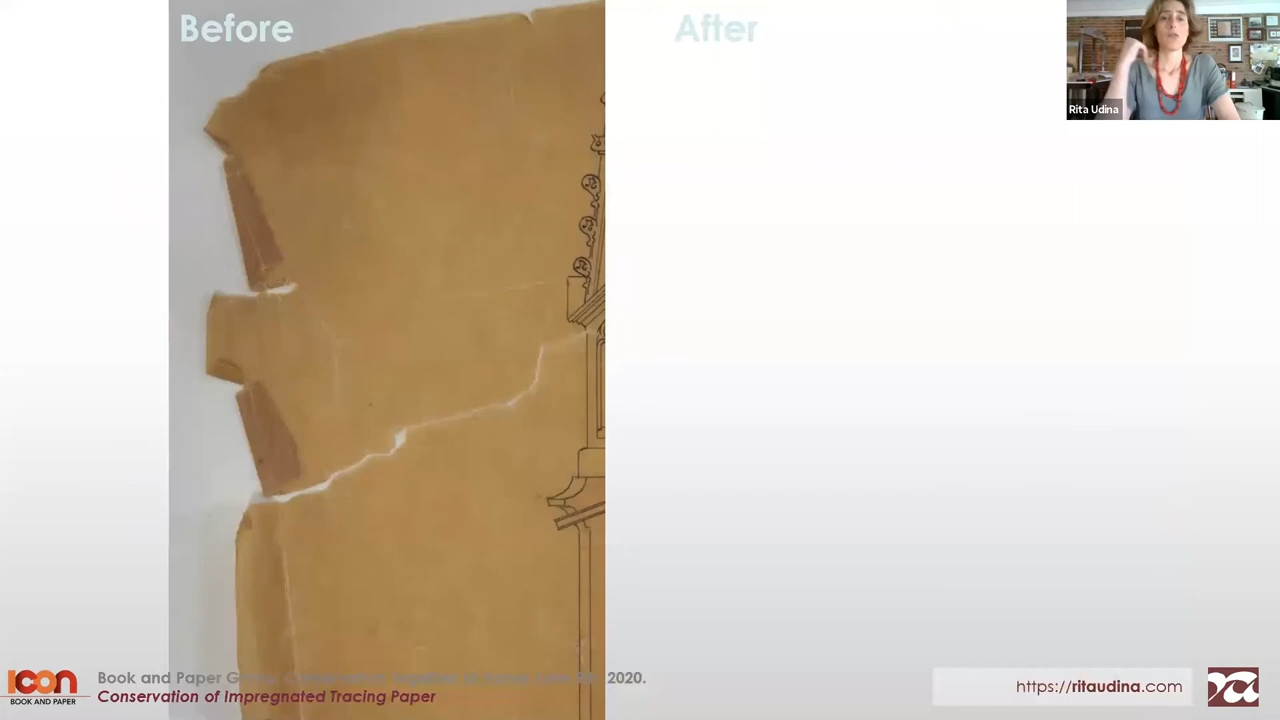 Before
After
Rita Udina
icon
BOOK AND PAPER
Book and Paper 2020.
Conservation of Impregnated Tracing Paper
https://ritaudina.com